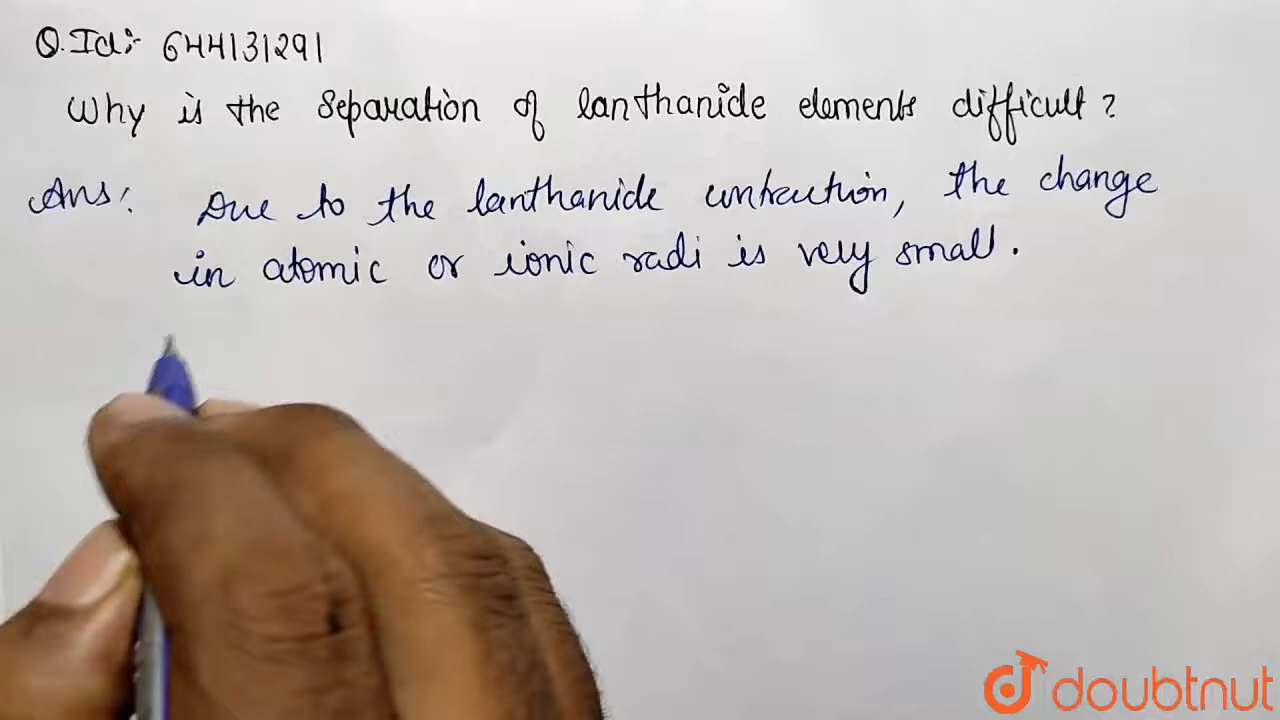 Q.Id:- 644131291
Why is the separation of lanthanide elements difficult?
Ans: Due to the lanthanide contraction, the change
in atomic or ionic radi is very small.
doubtnut